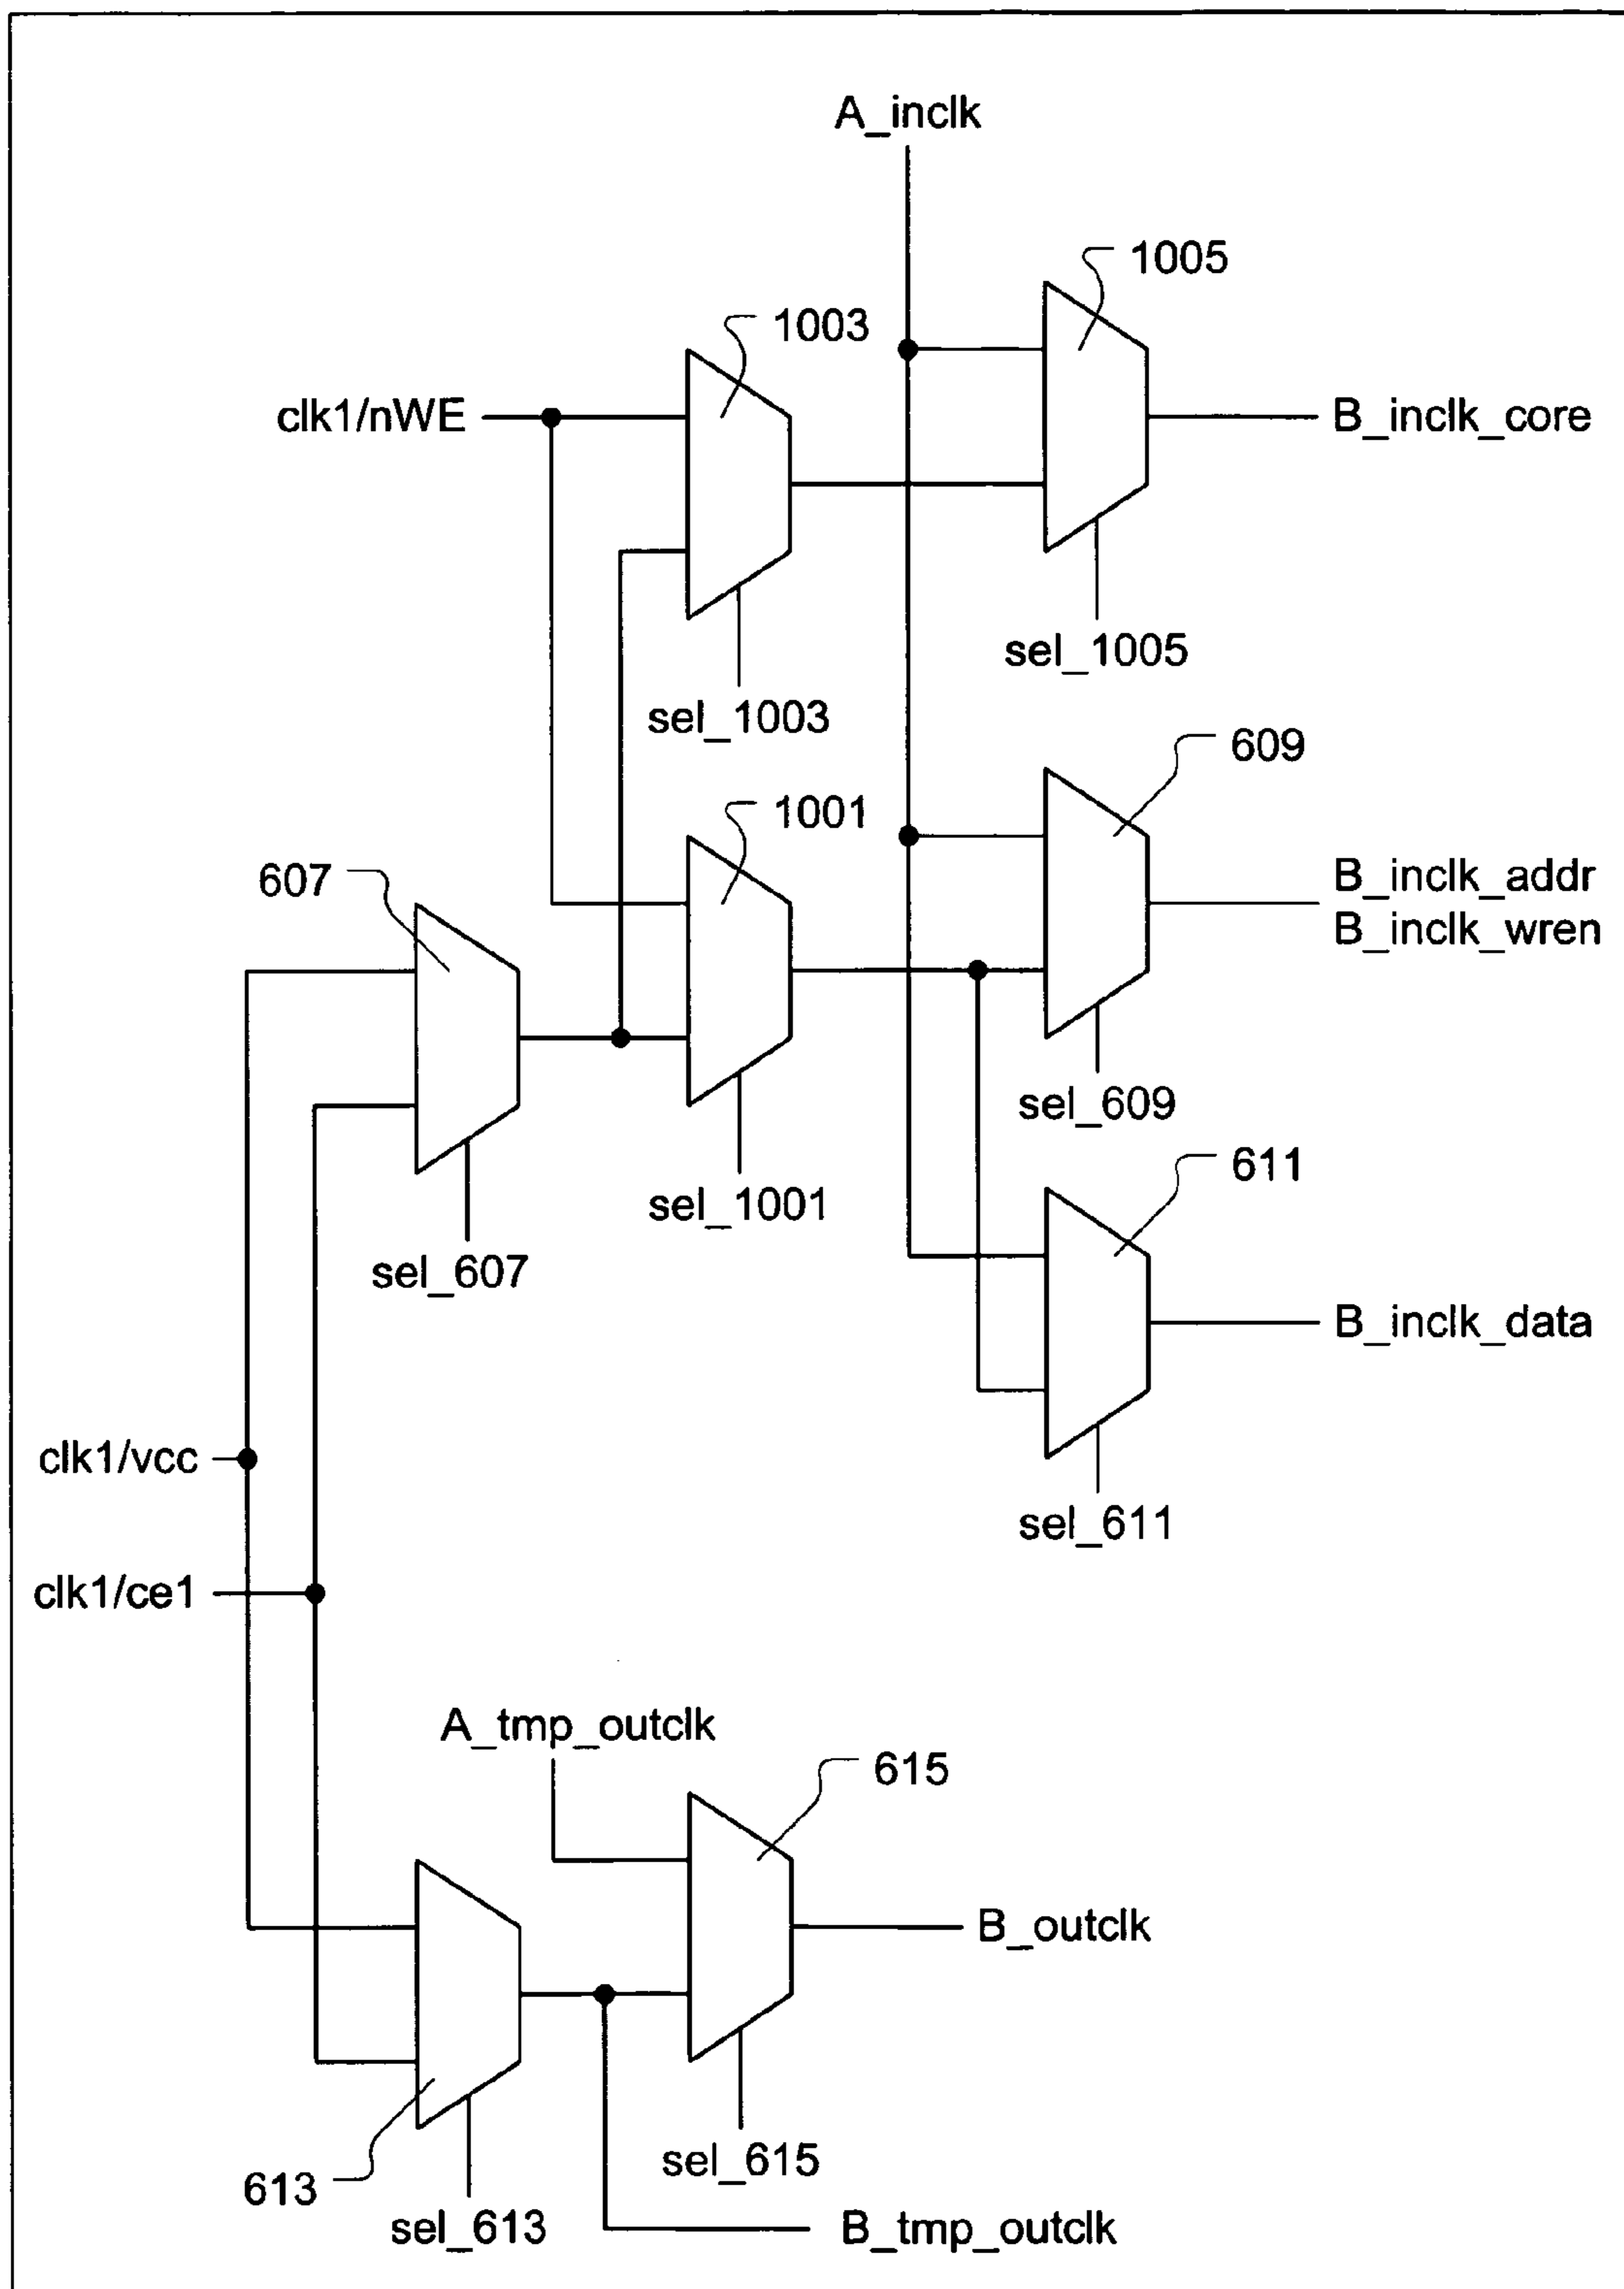 A_inclk
1005
1003
clk1/nWE
B_inclk_core
sel_1005
sel_1003
609
1001
607
B_inclk_addr
B_inclk_wren
sel_609
611
sel_1001
sel_607
B_inclk_data
clk1/vcc
sel_611
clk1/ce1
A_tmp_outclk
615
B_outclk
sel_615
613
sel_613
B_tmp_outclk